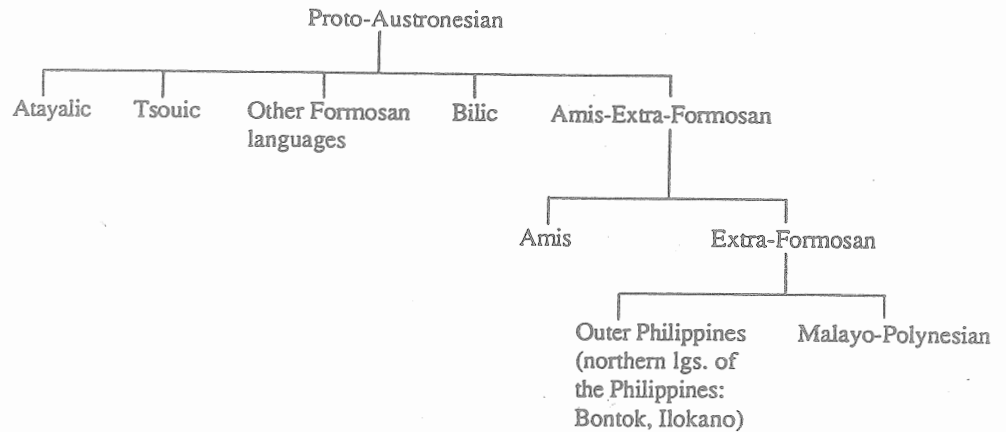 Proto-Austronesian
Atayalic
Tsouic
Other Formosan
languages
Bilic
Amis-Extra-Formosan
Amis
Extra-Formosan
Outer Philippines
(northern lgs. of
the Philippines:
Bontok, Ilokano)
Malayo-Polynesian